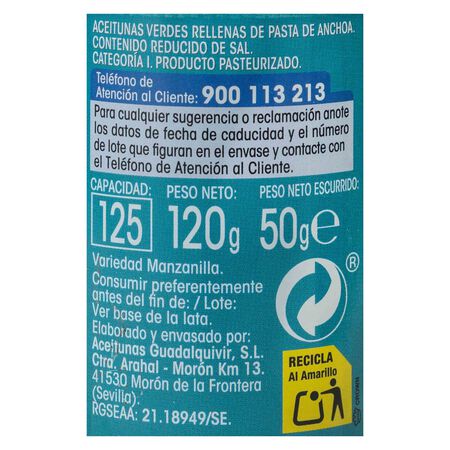 ACEITUNAS VERDES RELLENAS DE PASTA DE ANCHOA.
CONTENIDO REDUCIDO DE SAL.
CATEGORÍA I. PRODUCTO PASTEURIZADO.
Teléfono de
Atención al Cliente: 900 113 213
Para cualquier sugerencia o reclamación anote
los datos de fecha de caducidad y el número
de lote que figuran en el envase y contacte con
el Teléfono de Atención al Cliente.
CAPACIDAD: PESO NETO: PESO NETO ESCURRIDO:
125 120g 50g℮
Variedad Manzanilla.
Consumir preferentemente
antes del fin de: / Lote:
Ver base de la lata.
Elaborado y envasado por:
Aceitunas Guadalquivir, S.L.
Ctra. Arahal - Morón Km 13.
41530 Morón de la Frontera
(Sevilla).
RGSEAA: 21.18949/SE.
®
RECICLA
Al Amarillo
CROWN